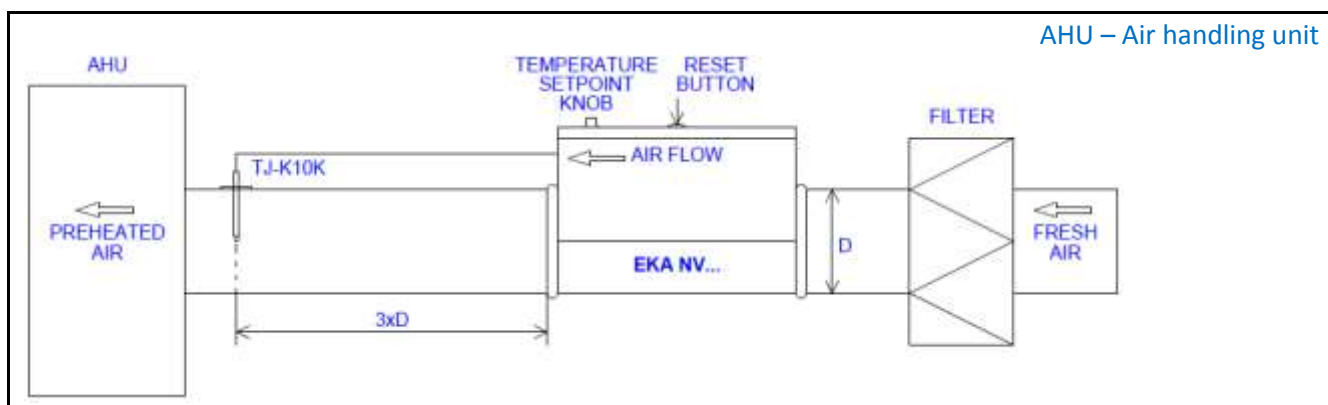 AHU – Air handling unit
AHU
TEMPERATURE
SETPOINT
KNOB
RESET
BUTTON
FILTER
TJ-K10K
AIR FLOW
PREHEATED
AIR
EKA NV...
D
FRESH
AIR
3xD